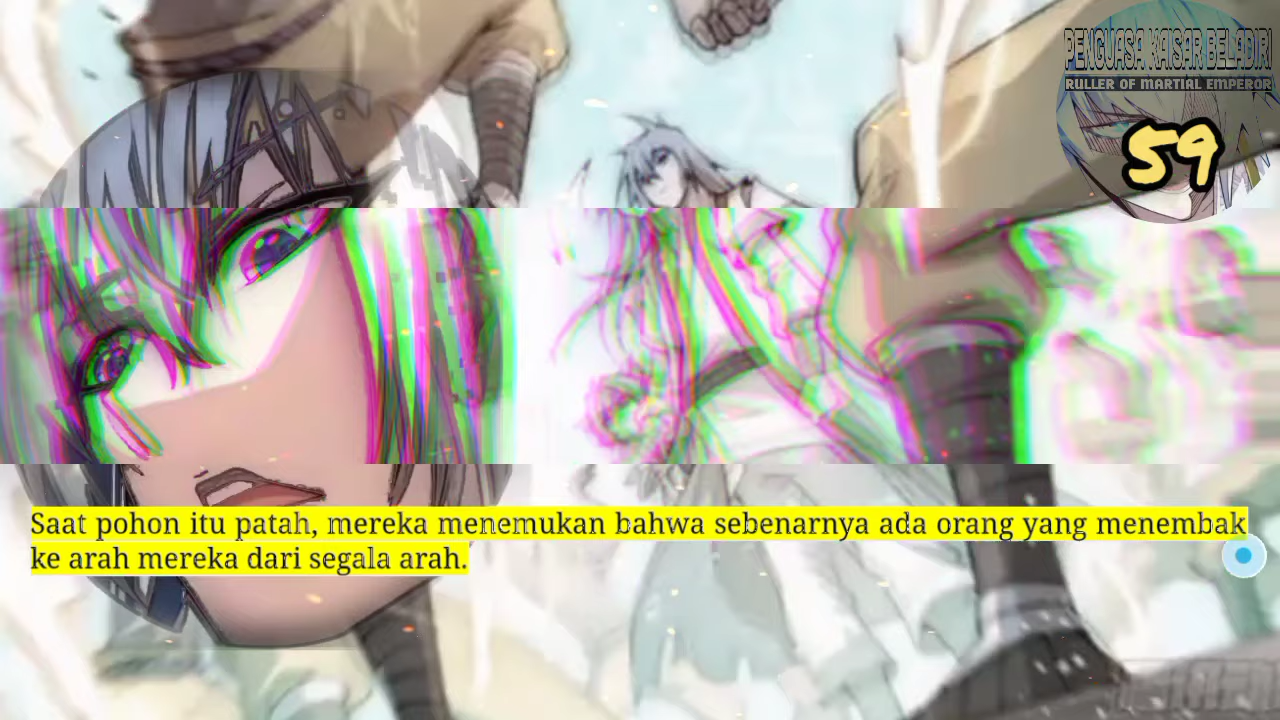 PENGUASA KAISAR BELADIRI
RULLER OF MARTIAL EMPEROR
59
Saat pohon itu patah, mereka menemukan bahwa sebenarnya ada orang yang menembak
ke arah mereka dari segala arah.